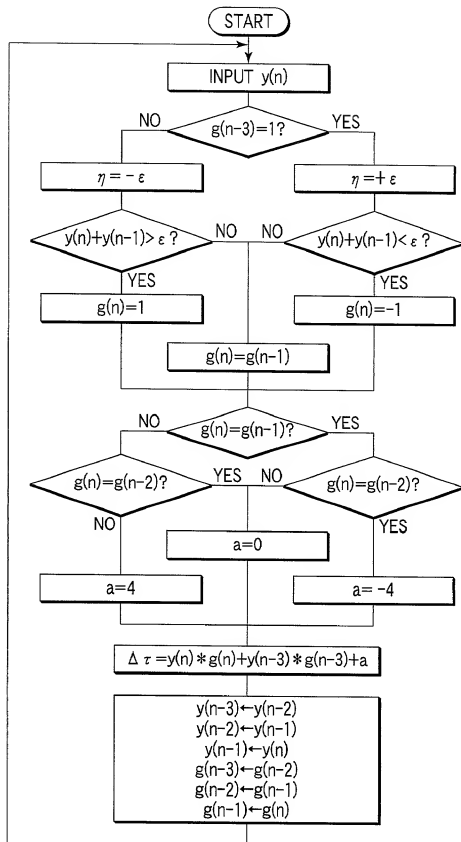 START
INPUT y(n)
g(n-3)=1?
NO
YES
η=-ε
η=+ε
y(n)+y(n-1)>ε?
NO
NO
y(n)+y(n-1)<ε?
YES
YES
g(n)=1
g(n)=-1
g(n)=g(n-1)
NO
g(n)=g(n-1)?
YES
g(n)=g(n-2)?
YES
NO
g(n)=g(n-2)?
NO
YES
a=0
a=4
a=-4
Δτ=y(n)*g(n)+y(n-3)*g(n-3)+a
y(n-3)←y(n-2)
y(n-2)←y(n-1)
y(n-1)←y(n)
g(n-3)←g(n-2)
g(n-2)←g(n-1)
g(n-1)←g(n)